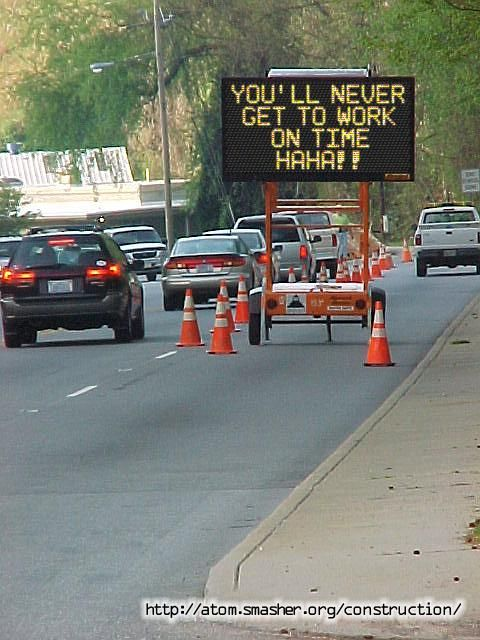 YOU'LL NEVER
GET TO WORK
ON TIME
HAHA!!
http://atom.smasher.org/construction/